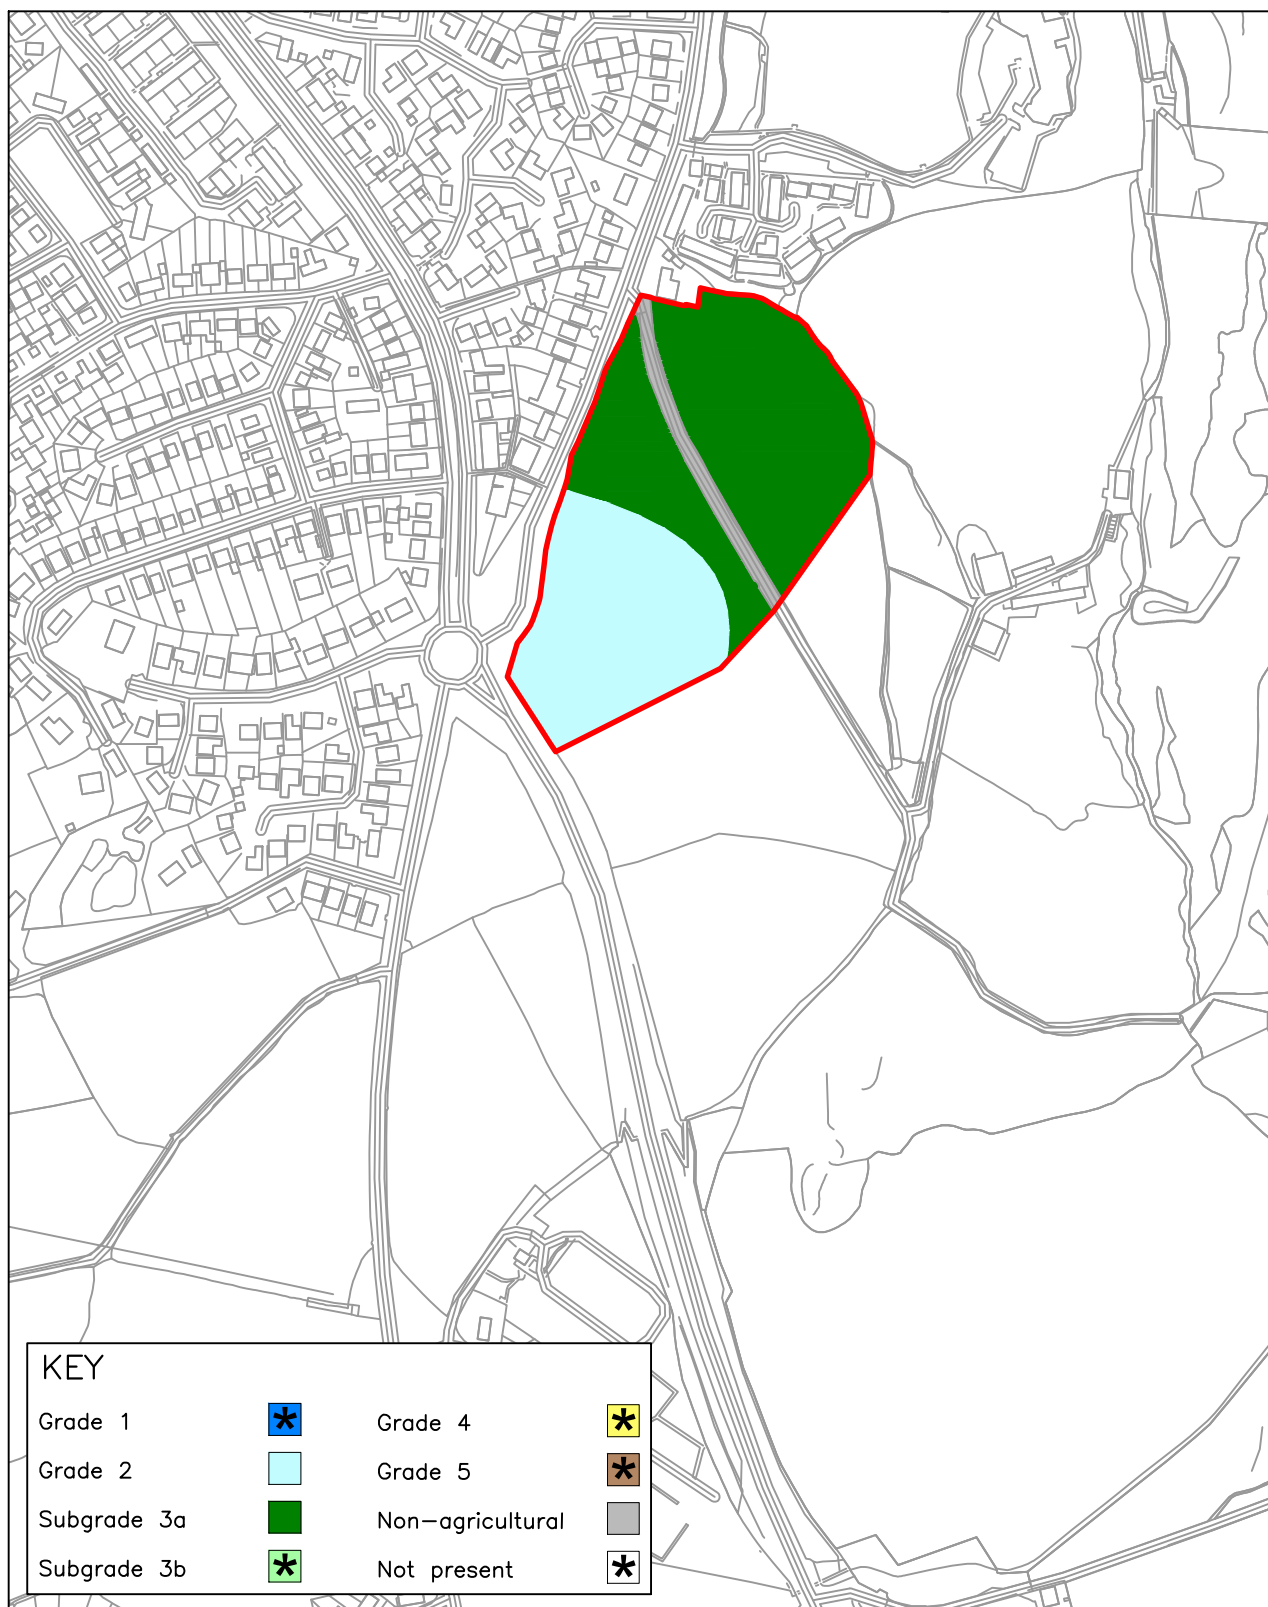 KEY
Grade 1
Grade 2
Subgrade 3a
Subgrade 3b
Grade 4
Grade 5
Non-agricultural
Not present